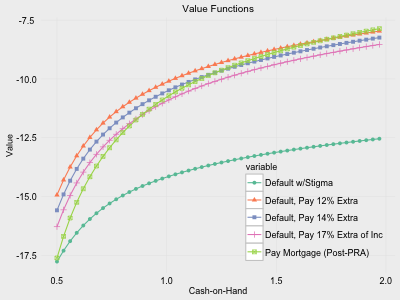 Value Functions
-7.5
-10.0
-12.5
-15.0
-17.5
Value
variable
Default w/Stigma
Default, Pay 12% Extra
Default, Pay 14% Extra
Default, Pay 17% Extra of Inc
Pay Mortgage (Post-PRA)
0.5 1.0 1.5 2.0
Cash-on-Hand